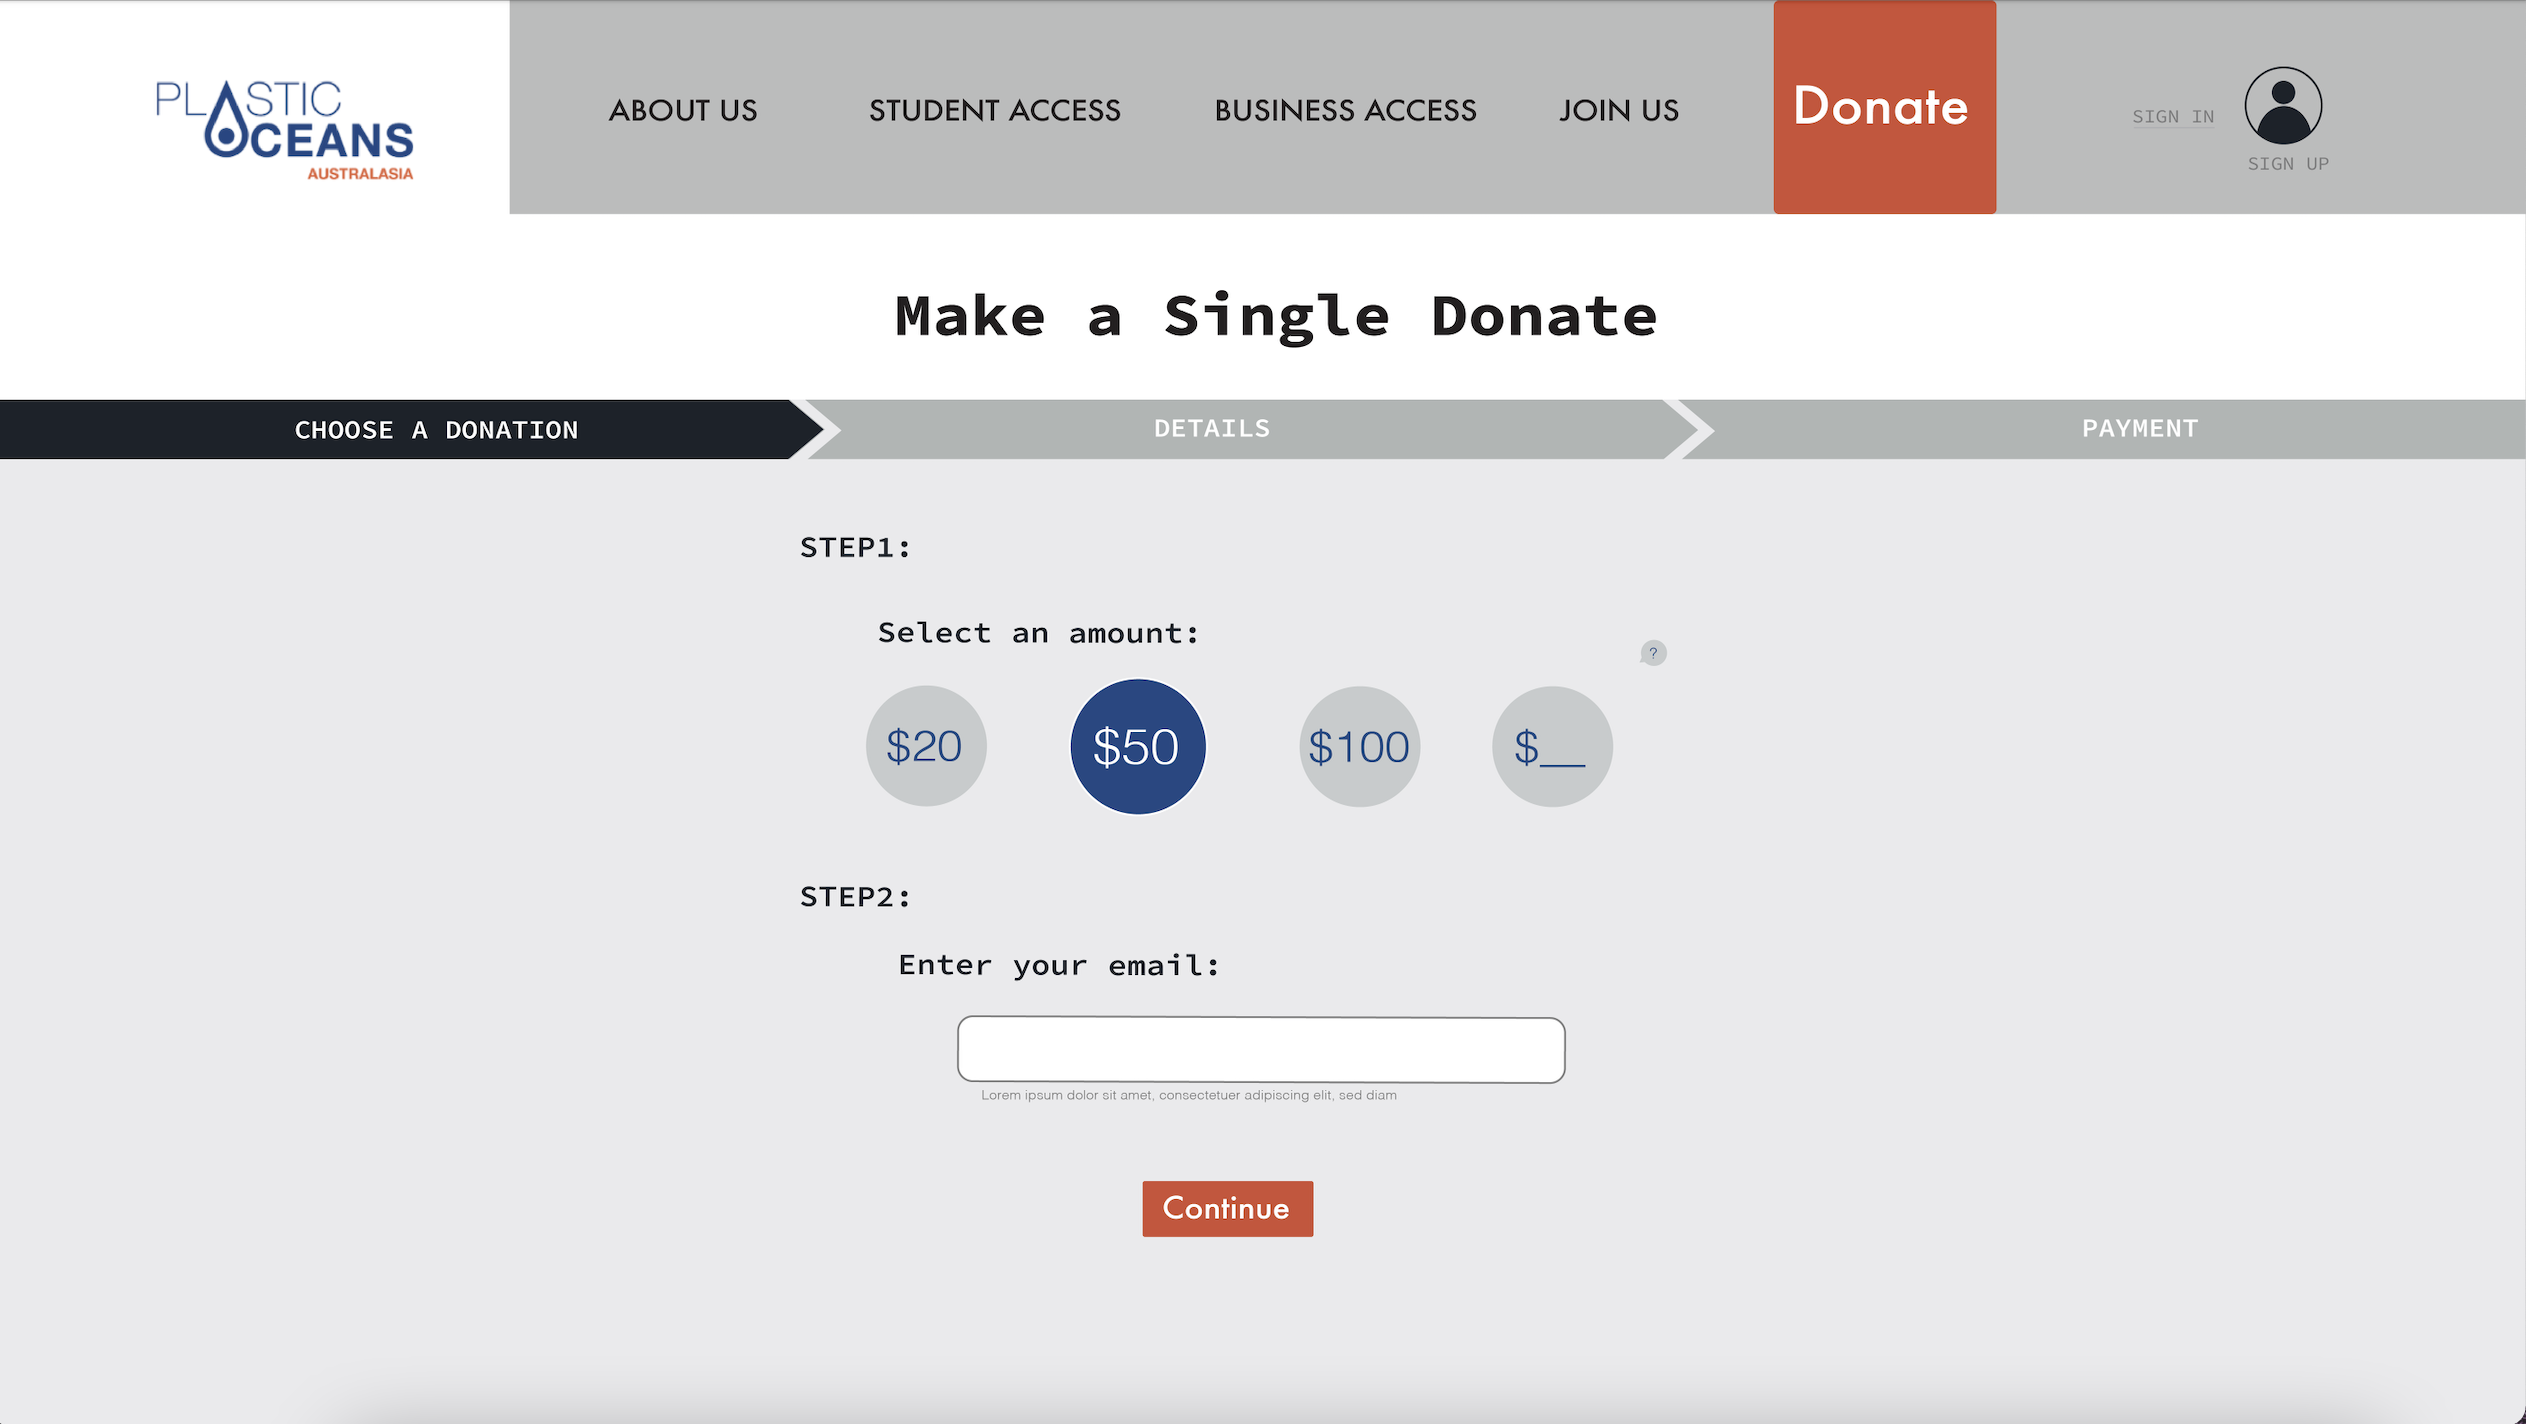 PLASTIC
OCEANS
AUSTRALASIA
ABOUT US
STUDENT ACCESS
BUSINESS ACCESS
JOIN US
Donate
SIGN IN
SIGN UP
Make a Single Donate
CHOOSE A DONATION
DETAILS
PAYMENT
STEP1:
Select an amount:
?
$20
$50
$100
$__
STEP2:
Enter your email:
Lorem ipsum dolor sit amet, consectetuer adipiscing elit, sed diam
Continue